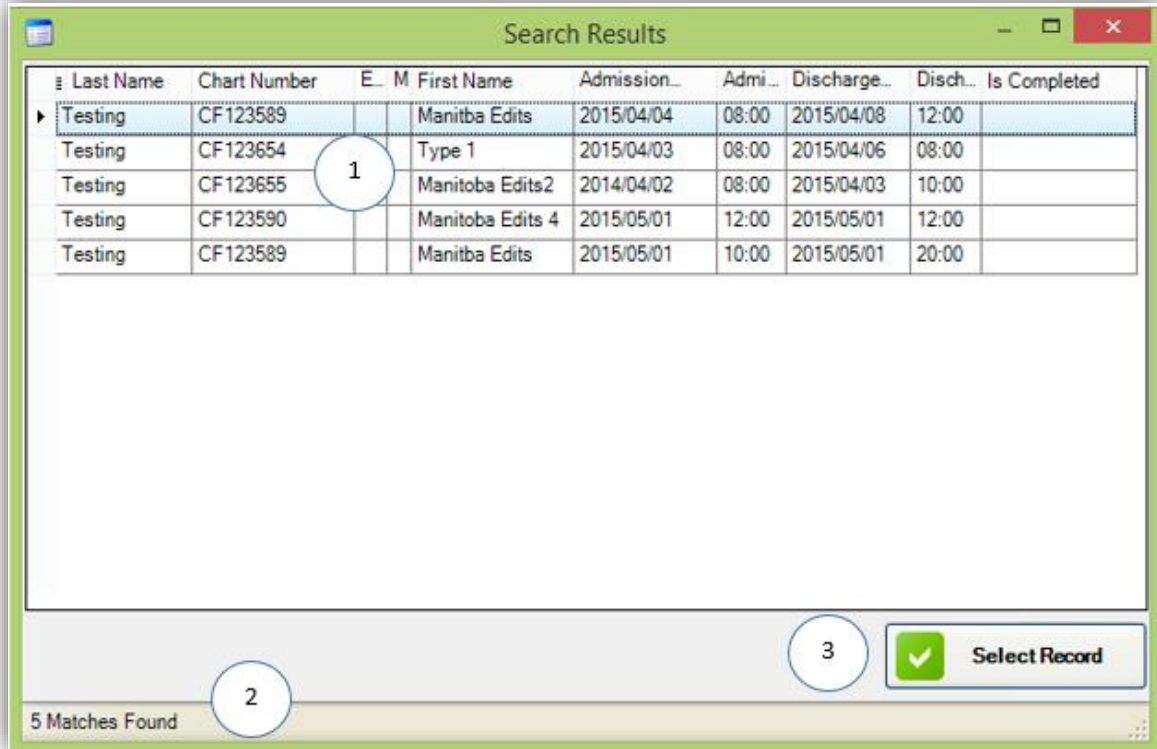 Search Results
Last Name Chart Number E... M First Name Admission... Admi... Discharge... Disch... Is Completed
Testing CF123589 Manitba Edits 2015/04/04 08:00 2015/04/08 12:00
Testing CF123654 Type 1 2015/04/03 08:00 2015/04/06 08:00
1
Testing CF123655 Manitoba Edits2 2014/04/02 08:00 2015/04/03 10:00
Testing CF123590 Manitoba Edits 4 2015/05/01 12:00 2015/05/01 12:00
Testing CF123589 Manitba Edits 2015/05/01 10:00 2015/05/01 20:00
3 Select Record
2
5 Matches Found